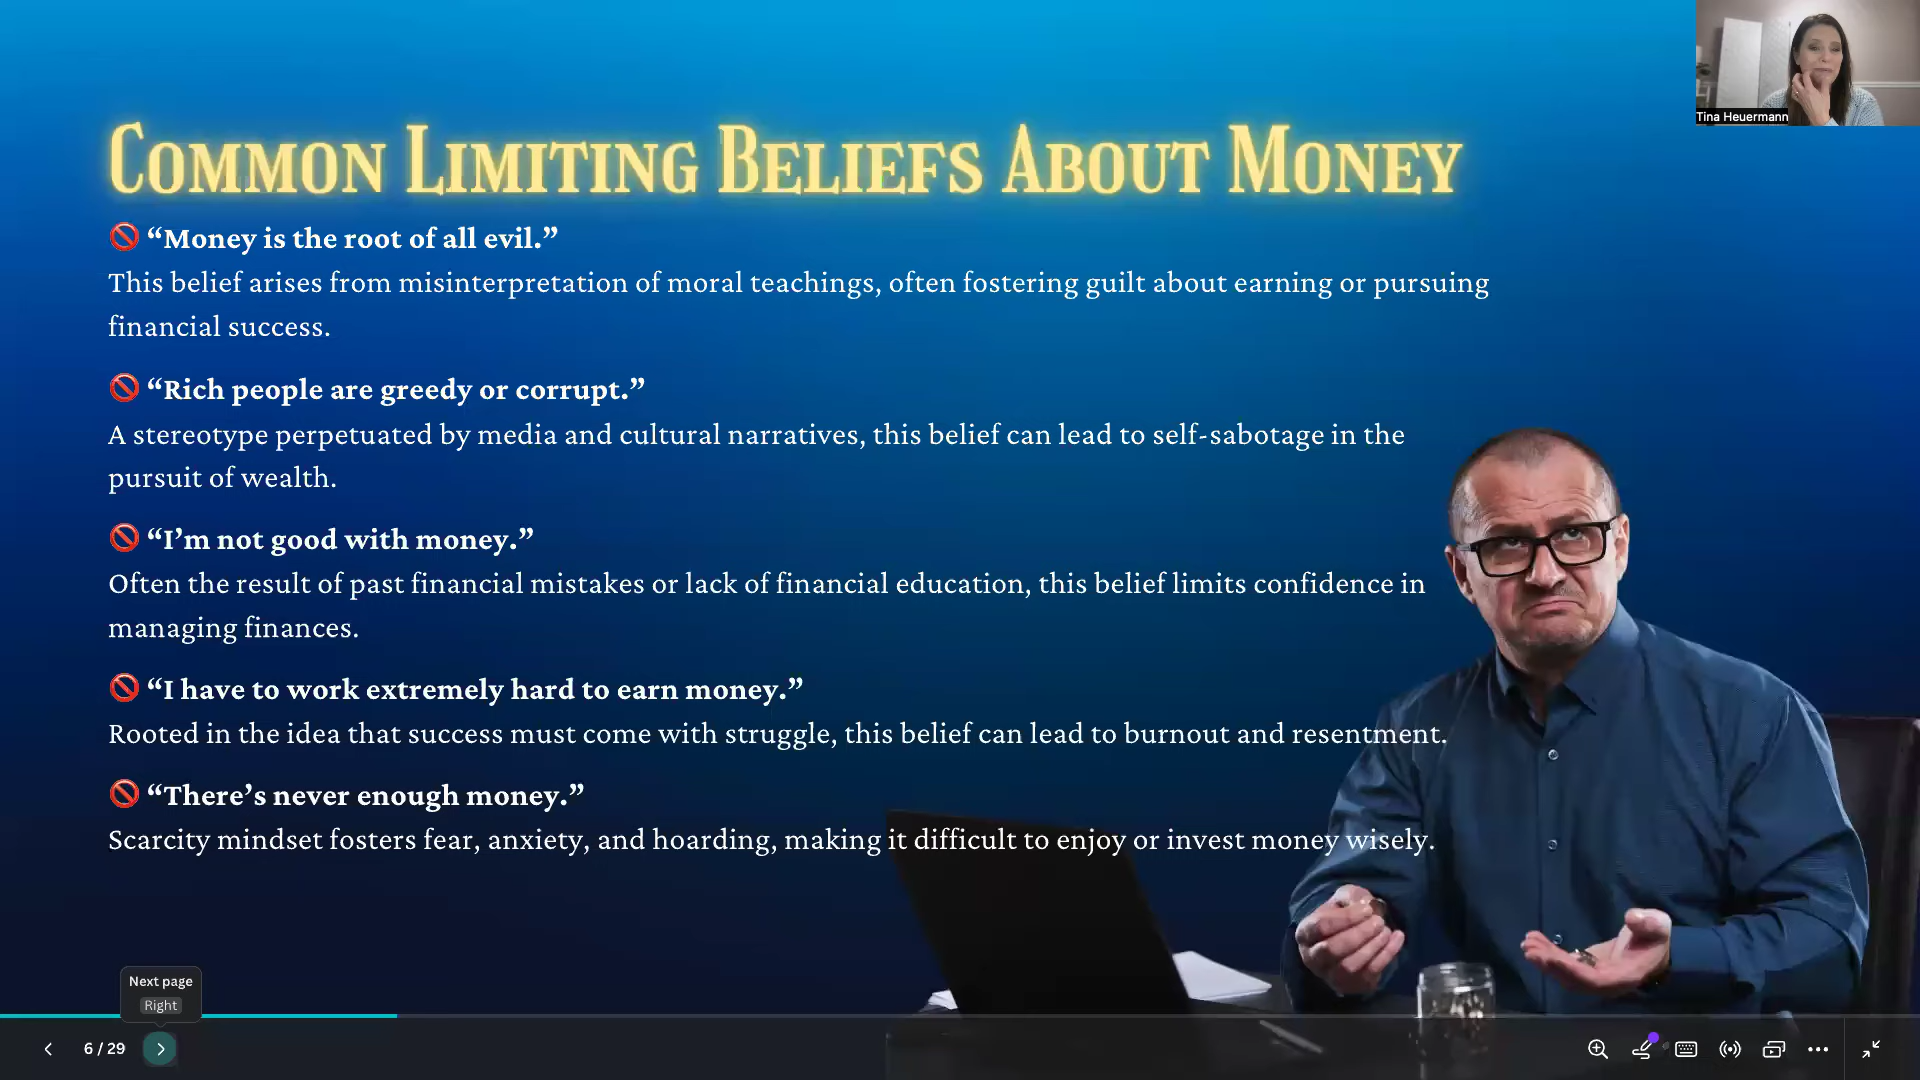 Tina Heuermann
Common Limiting Beliefs About Money
🚫 “Money is the root of all evil.”
This belief arises from misinterpretation of moral teachings, often fostering guilt about earning or pursuing
financial success.
🚫 “Rich people are greedy or corrupt.”
A stereotype perpetuated by media and cultural narratives, this belief can lead to self-sabotage in the
pursuit of wealth.
🚫 “I’m not good with money.”
Often the result of past financial mistakes or lack of financial education, this belief limits confidence in
managing finances.
🚫 “I have to work extremely hard to earn money.”
Rooted in the idea that success must come with struggle, this belief can lead to burnout and resentment.
🚫 “There’s never enough money.”
Scarcity mindset fosters fear, anxiety, and hoarding, making it difficult to enjoy or invest money wisely.
Next page
Right
6 / 29